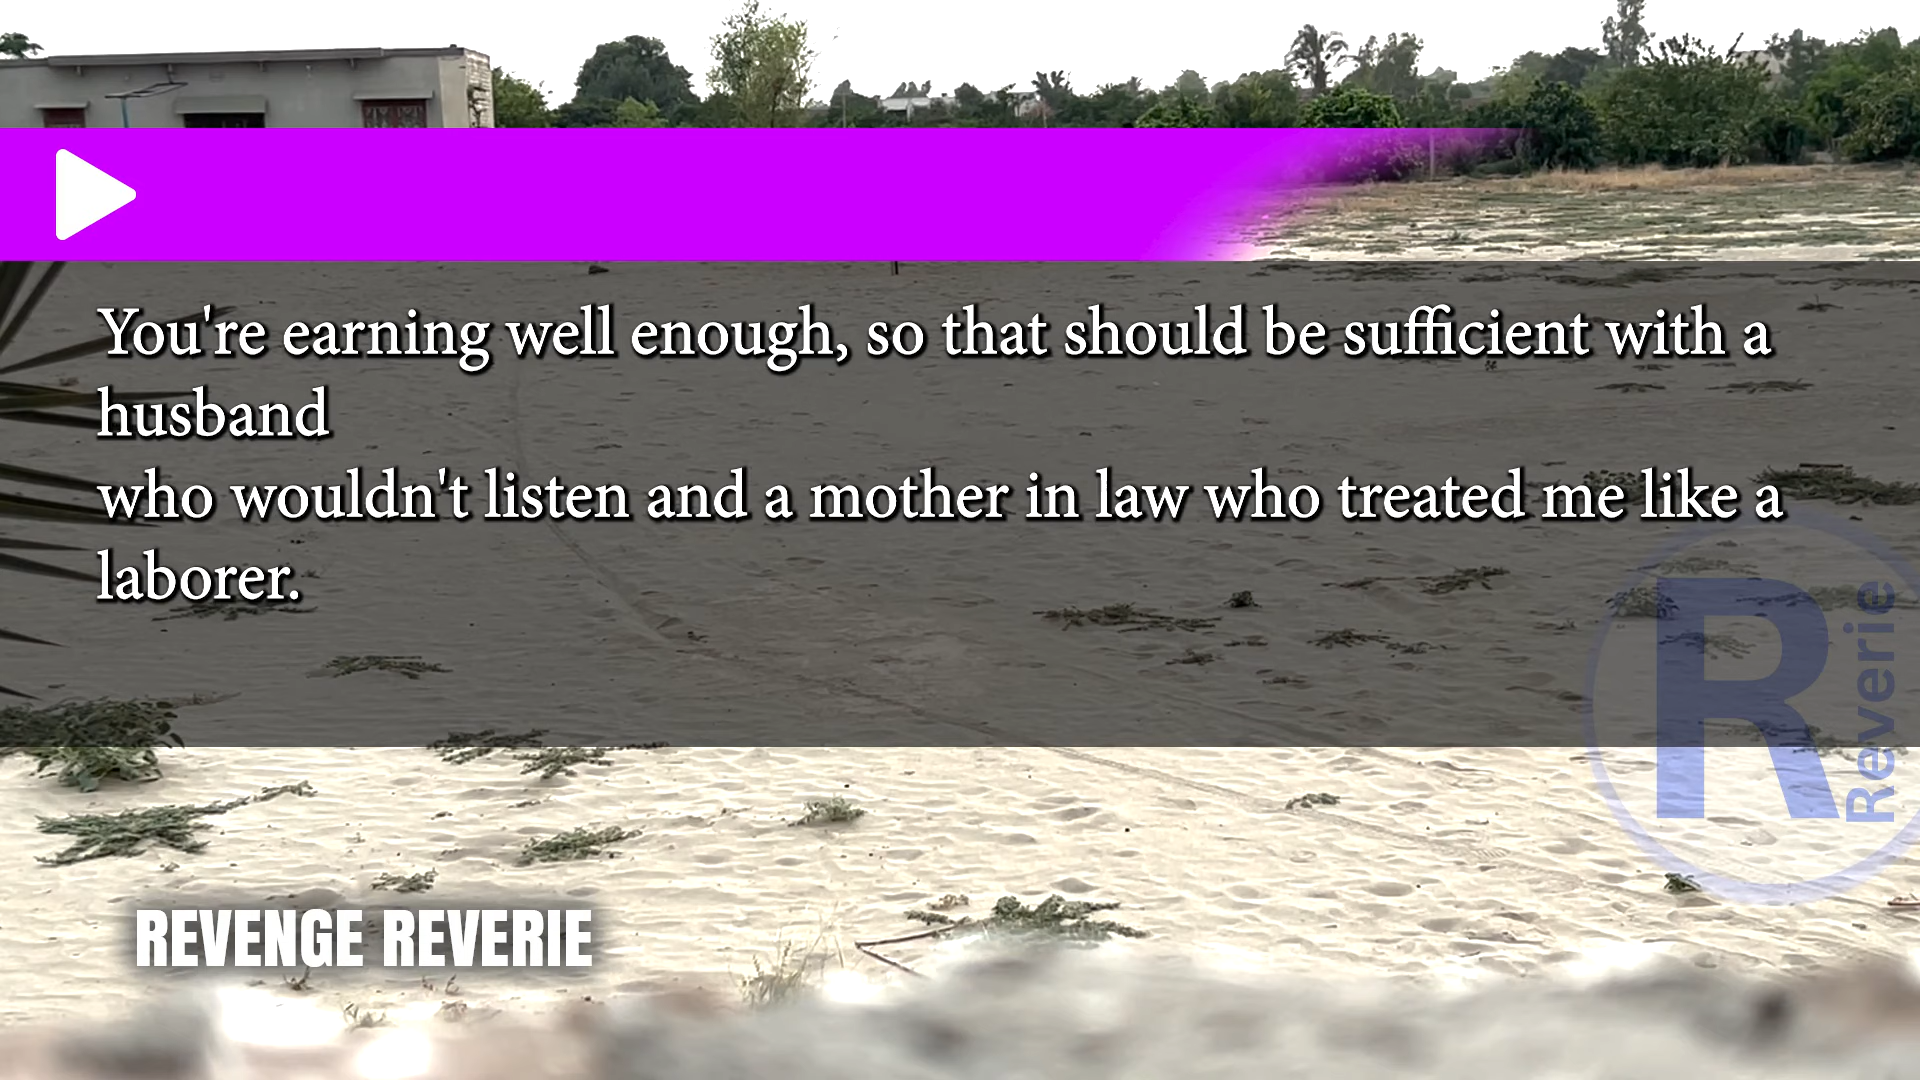 You're earning well enough, so that should be sufficient with a
husband
who wouldn't listen and a mother in law who treated me like a
laborer.
R
Reverie
REVENGE REVERIE